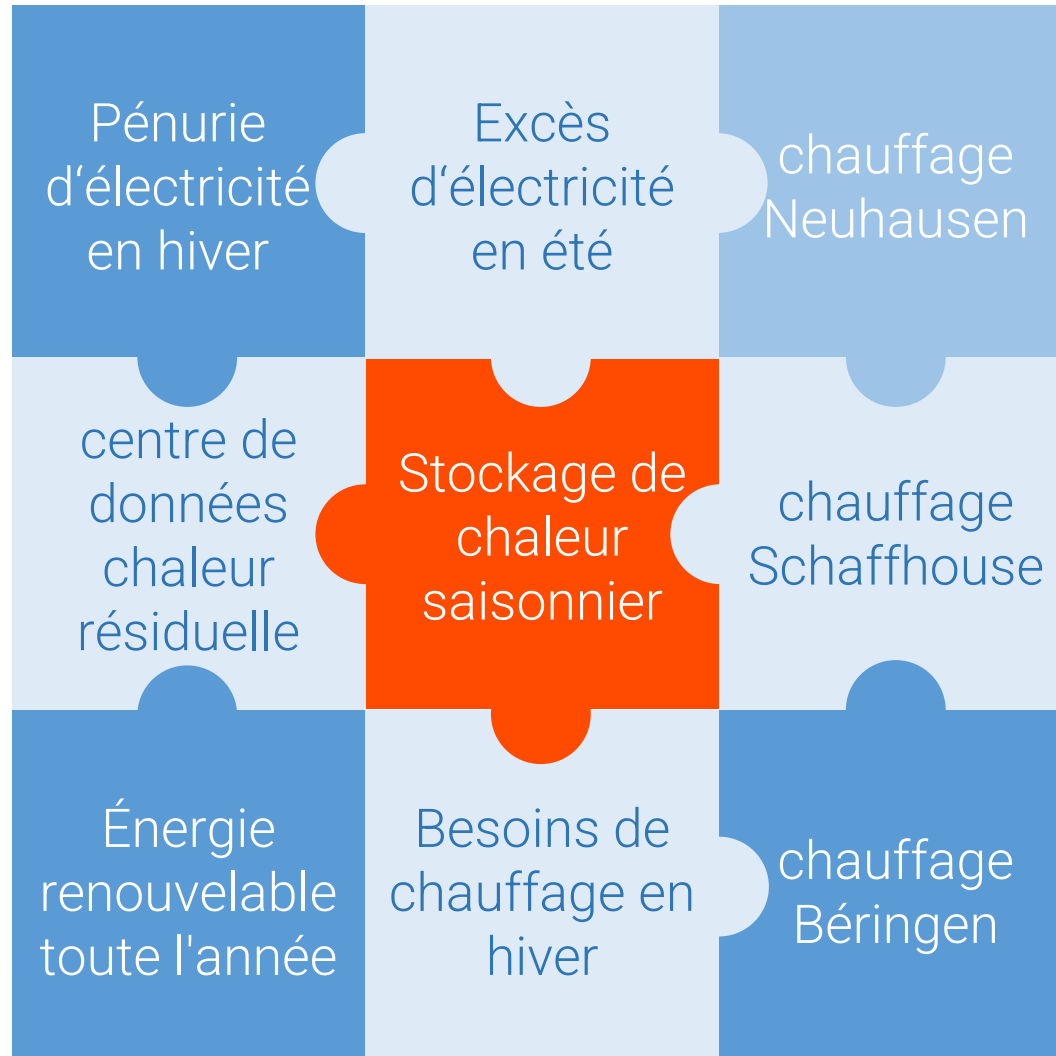 Pénurie
d‘électricité
en hiver
Excès
d‘électricité
en été
chauffage
Neuhausen
centre de
données
chaleur
résiduelle
Stockage de
chaleur
saisonnier
chauffage
Schaffhouse
Énergie
renouvelable
toute l'année
Besoins de
chauffage en
hiver
chauffage
Béringen